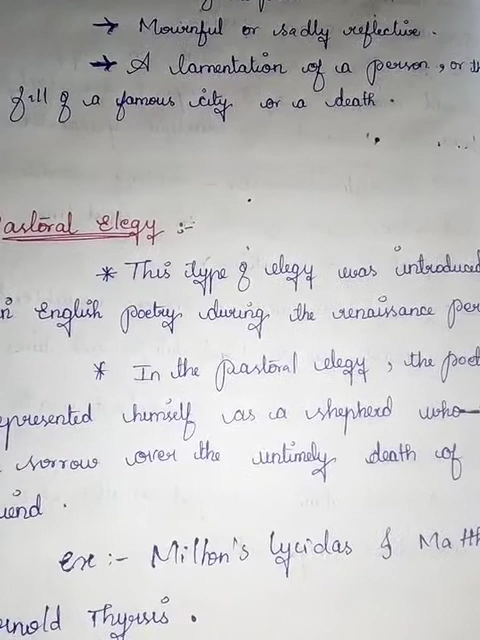 → Mournful or sadly reflective.
→ A lamentation of a person, or th
fall of a famous city or a death.
astoral Elegy :-
* This type of elegy was introduced
n English poetry during the renaissance per
* In the pastoral elegy, the poet
epresented himself as a shepherd who
sorrow over the untimely death of
iend.
ex :- Milton's Lycidas & Matth
rnold Thyrsis.